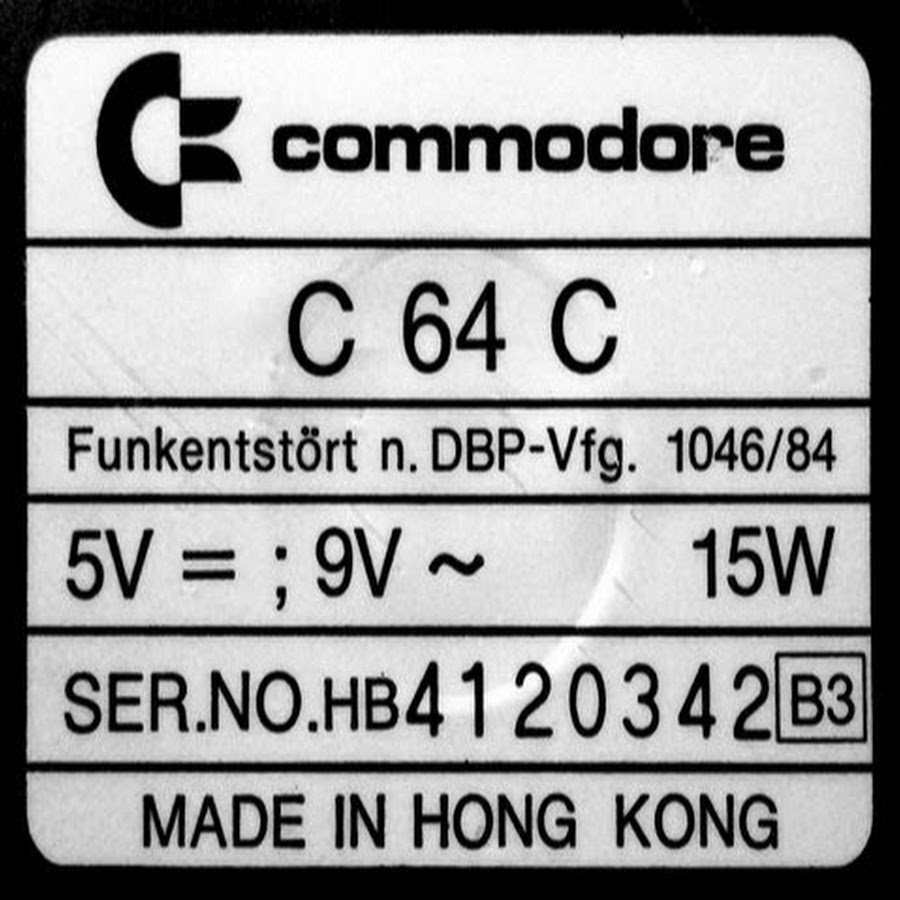 commodore
C 64 C
Funkentstört n. DBP-Vfg. 1046/84
5V = ; 9V ~ 15W
SER.NO.HB4120342 B3
MADE IN HONG KONG